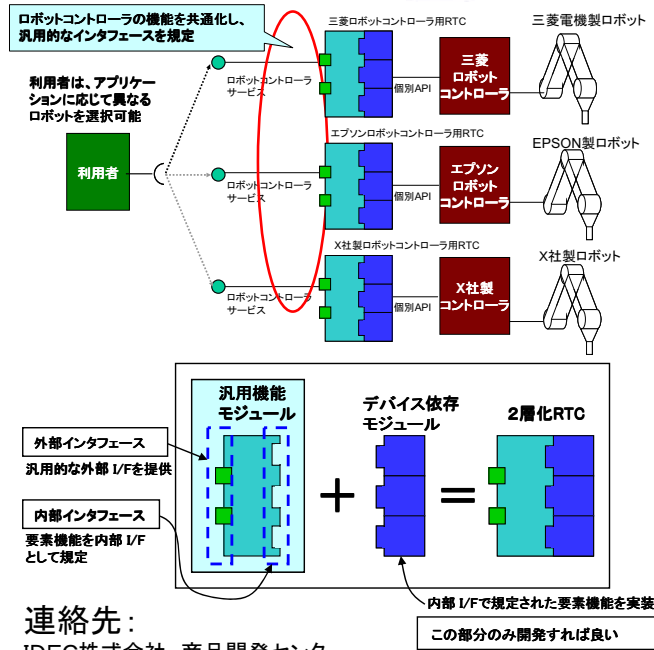 ロボットコントローラの機能を共通化し、
汎用的なインタフェースを規定
利用者は、アプリケー
ションに応じて異なる
ロボットを選択可能
利用者
ロボットコントローラ
サービス
三菱ロボットコントローラ用RTC
個別API
三菱
ロボット
コントローラ
三菱電機製ロボット
ロボットコントローラ
サービス
エプソンロボットコントローラ用RTC
個別API
エプソン
ロボット
コントローラ
EPSON製ロボット
ロボットコントローラ
サービス
X社製ロボットコントローラ用RTC
個別API
X社製
コントローラ
X社製ロボット
汎用機能
モジュール
デバイス依存
モジュール
2層化RTC
外部インタフェース
汎用的な外部 I/Fを提供
内部インタフェース
要素機能を内部 I/F
として規定
+
=
内部 I/Fで規定された要素機能を実装
この部分のみ開発すれば良い
連絡先:
IDEC株式会社 商品開発センタ